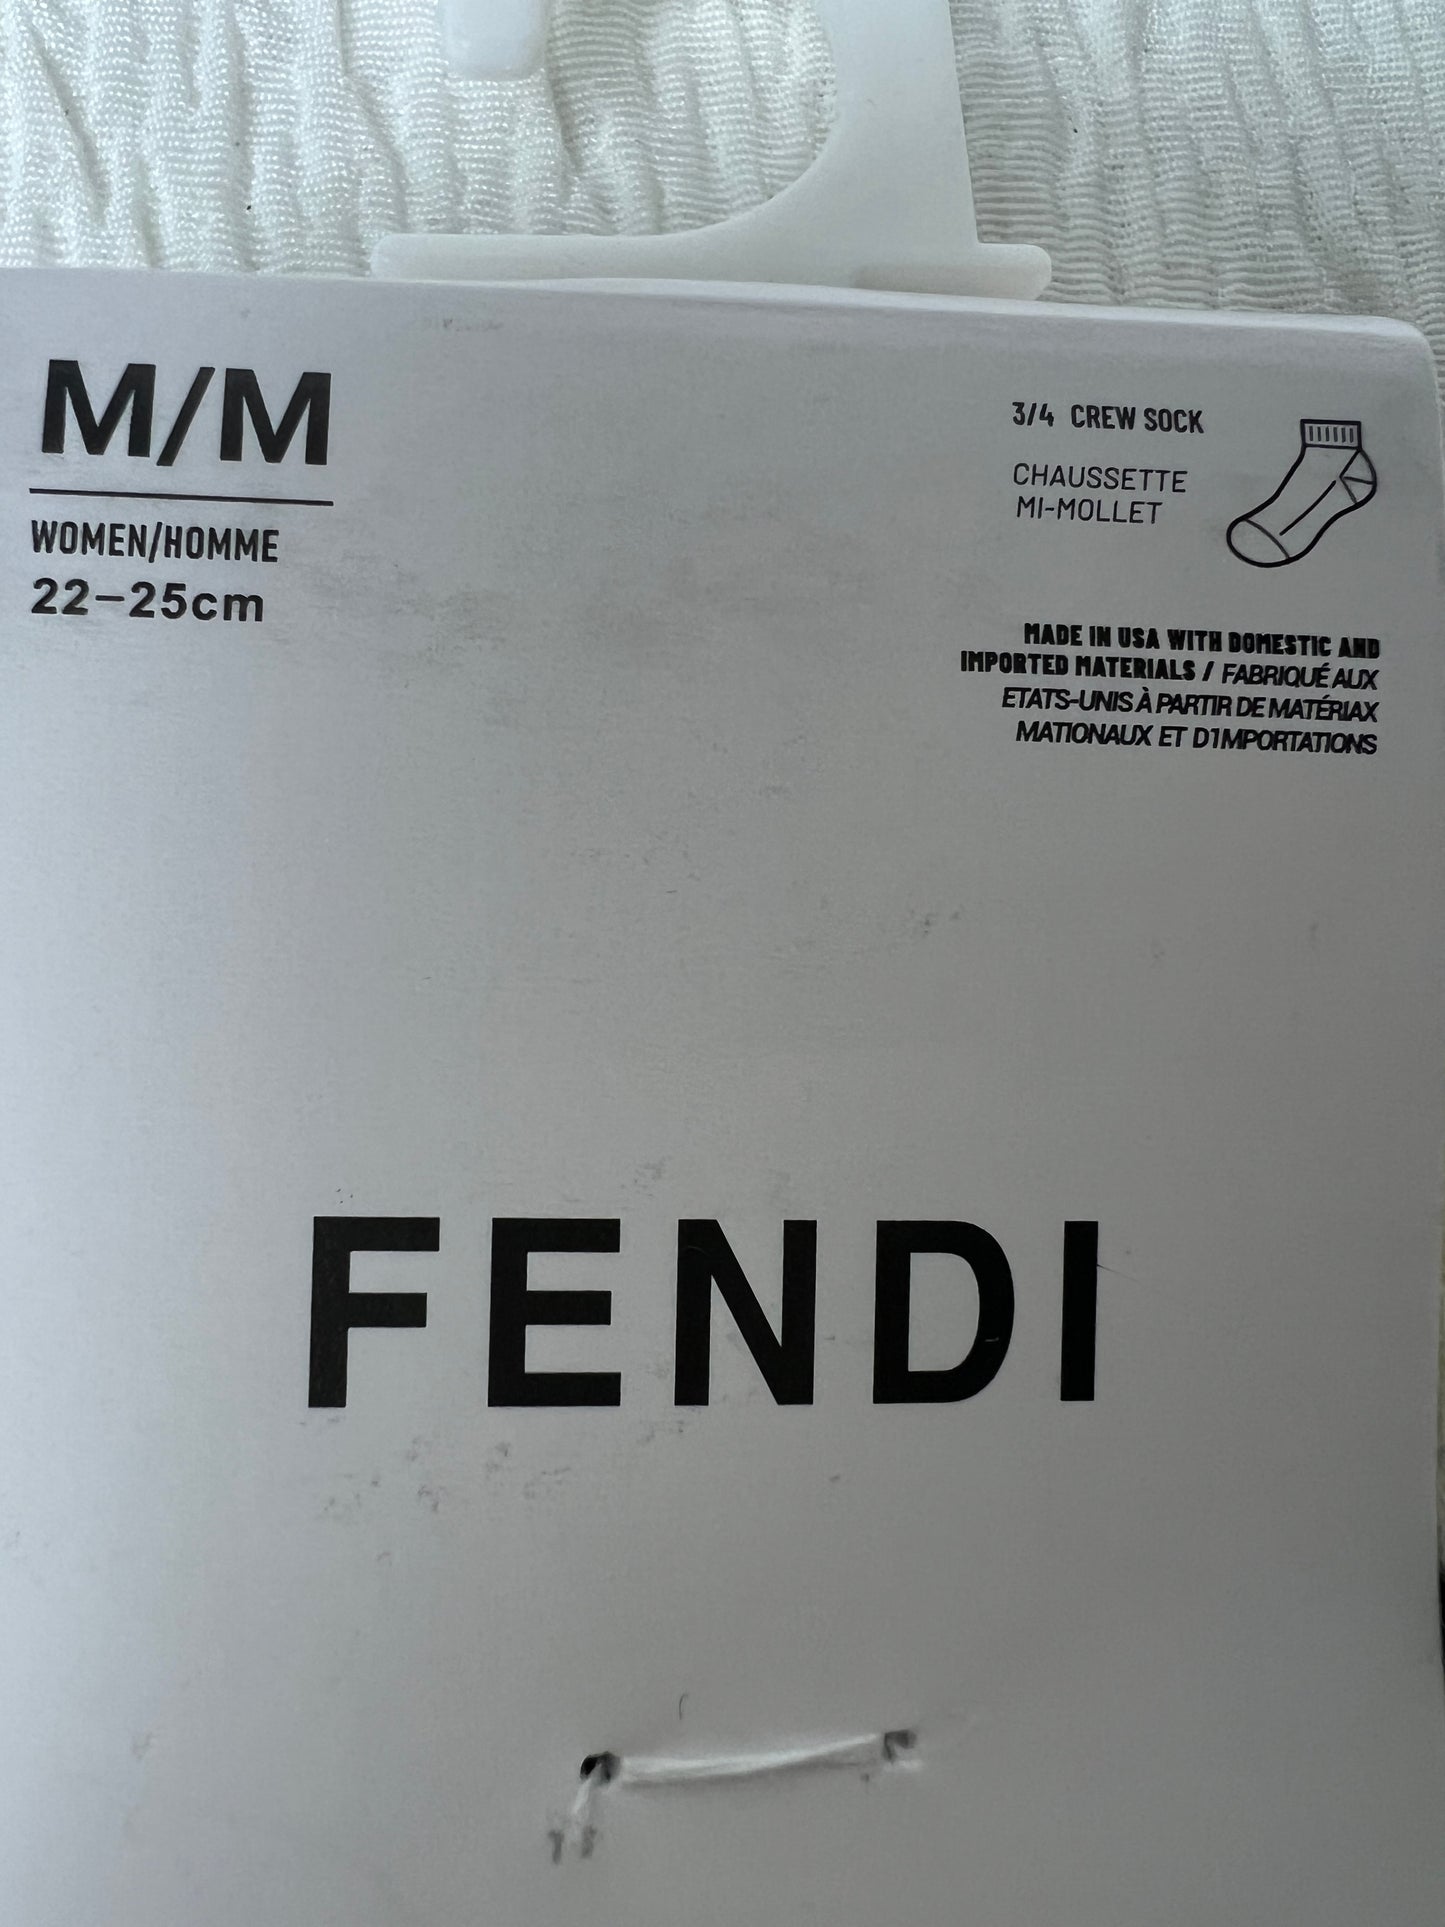 M/M
WOMEN/HOMME
22-25cm
3/4 CREW SOCK
CHAUSSETTE
MI-MOLLET
MADE IN USA WITH DOMESTIC AND
IMPORTED MATERIALS / FABRIQUÉ AUX
ETATS-UNIS À PARTIR DE MATÉRIAX
MATIONAUX ET D1MPORTATIONS
FENDI